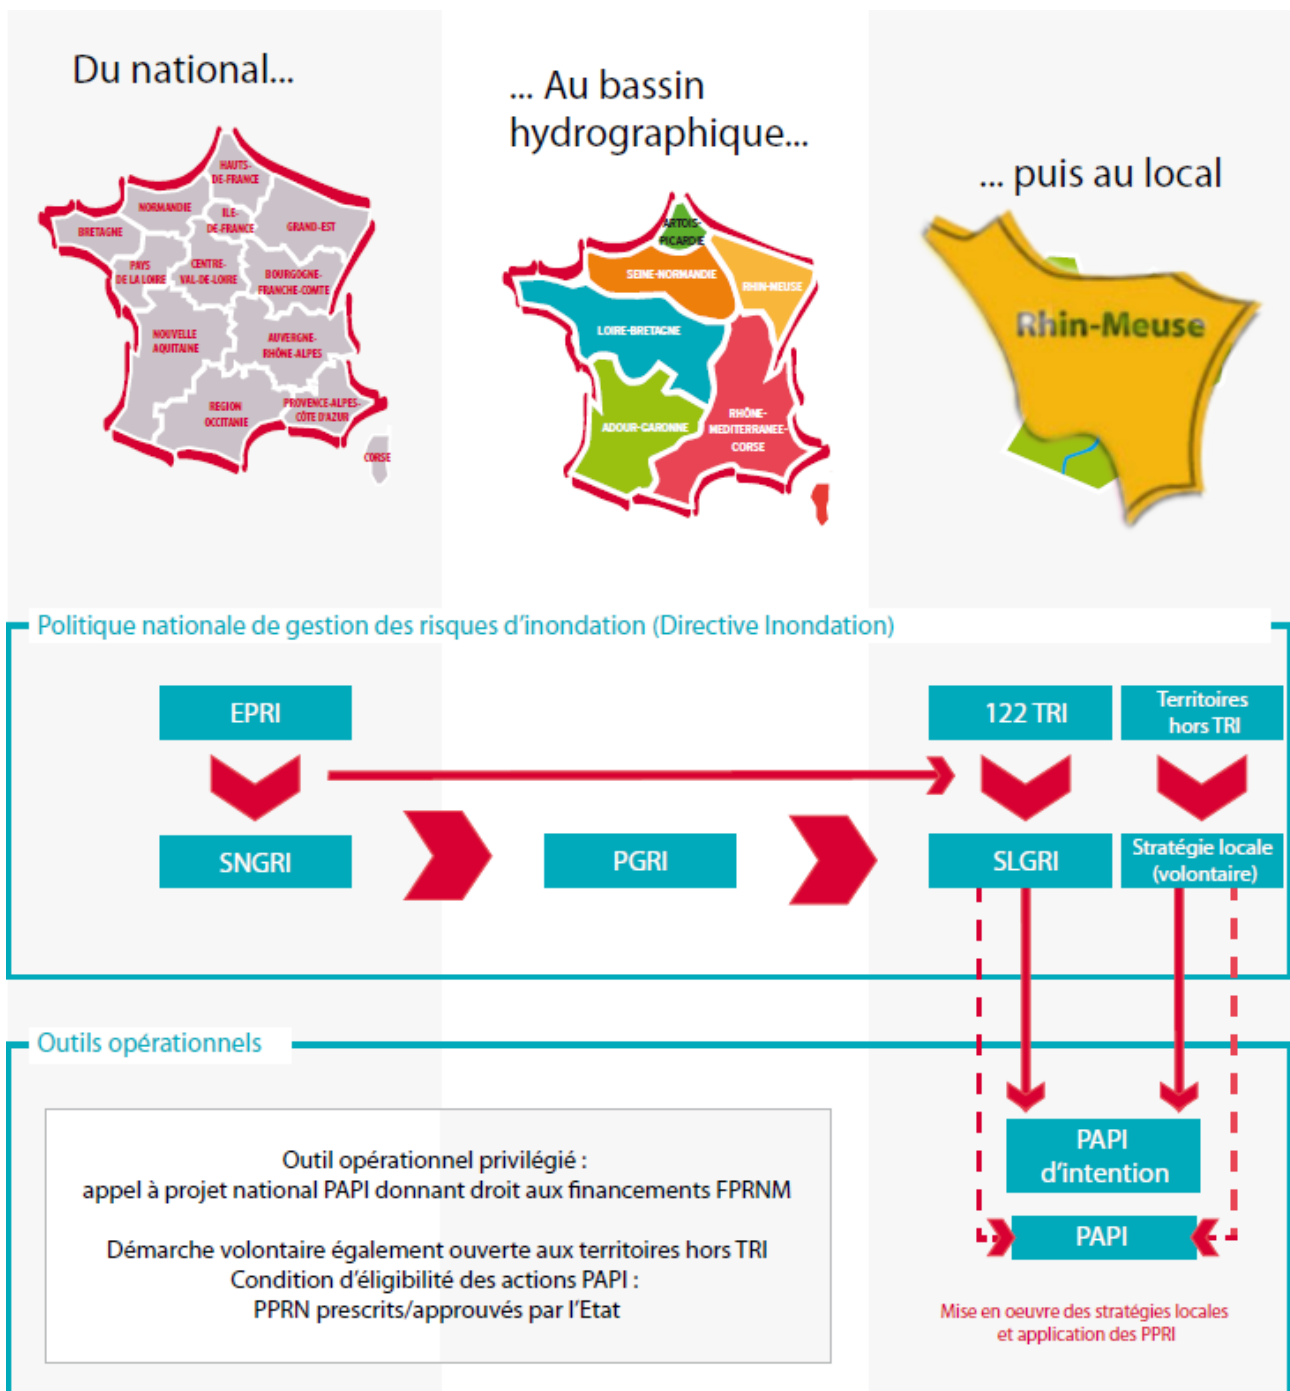 Du national...
... Au bassin
hydrographique...
... puis au local
HAUTS-
DE-FRANCE
NORMANDIE
ILE-
DE-FRANCE
GRAND-EST
BRETAGNE
PAYS
DE LA LOIRE
CENTRE-
VAL-DE-LOIRE
BOURGOGNE-
FRANCHE-COMTE
NOUVELLE
AQUITAINE
AUVERGNE-
RHÔNE-ALPES
REGION
OCCITANIE
PROVENCE-ALPES-
CÔTE D'AZUR
CORSE
ARTOIS-
PICARDIE
SEINE-NORMANDIE
RHIN-MEUSE
LOIRE-BRETAGNE
ADOUR-GARONNE
RHÔNE-
MEDITERRANEE-
CORSE
Rhin-Meuse
Politique nationale de gestion des risques d'inondation (Directive Inondation)
EPRI
122 TRI
Territoires
hors TRI
SNGRI
PGRI
SLGRI
Stratégie locale
(volontaire)
Outils opérationnels
Outil opérationnel privilégié :
appel à projet national PAPI donnant droit aux financements FPRNM
Démarche volontaire également ouverte aux territoires hors TRI
Condition d'éligibilité des actions PAPI :
PPRN prescrits/approuvés par l'Etat
PAPI
d'intention
PAPI
Mise en oeuvre des stratégies locales
et application des PPRI